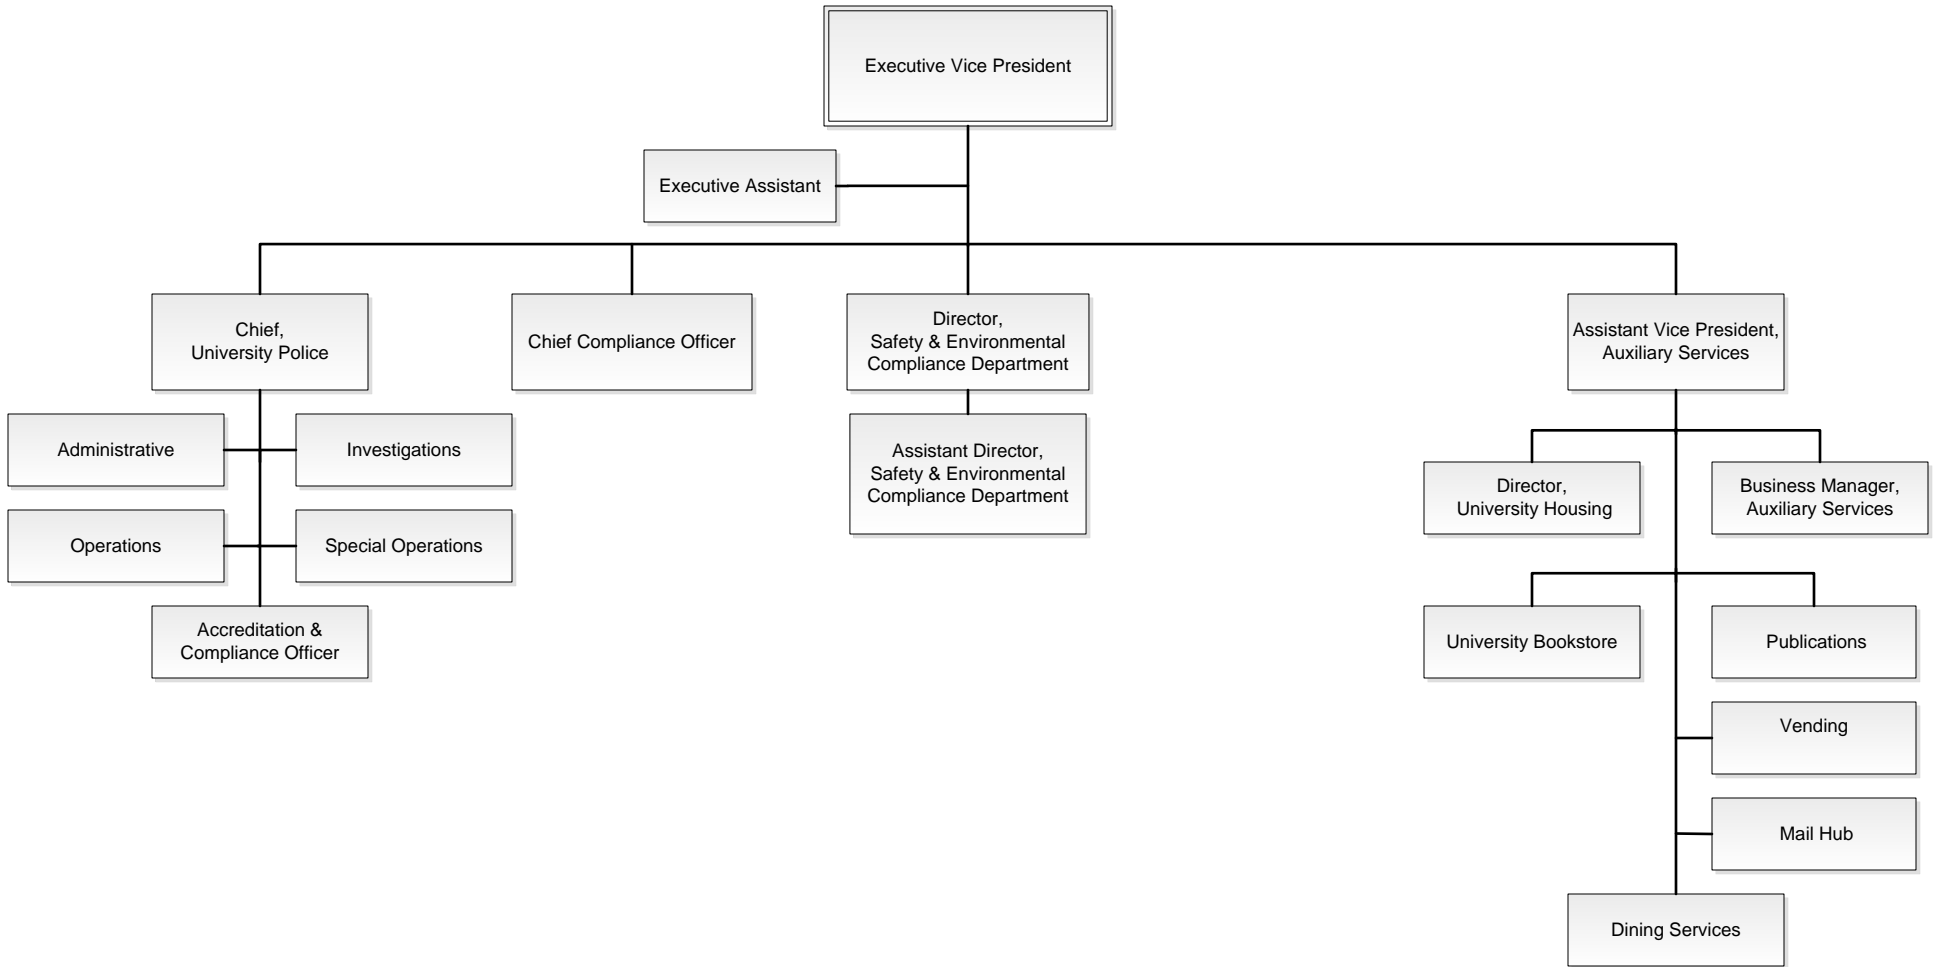 Executive Vice President
Executive Assistant
Chief,
University Police
Chief Compliance Officer
Director,
Safety & Environmental
Compliance Department
Assistant Vice President,
Auxiliary Services
Administrative
Investigations
Assistant Director,
Safety & Environmental
Compliance Department
Director,
University Housing
Business Manager,
Auxiliary Services
Operations
Special Operations
Accreditation &
Compliance Officer
University Bookstore
Publications
Vending
Mail Hub
Dining Services